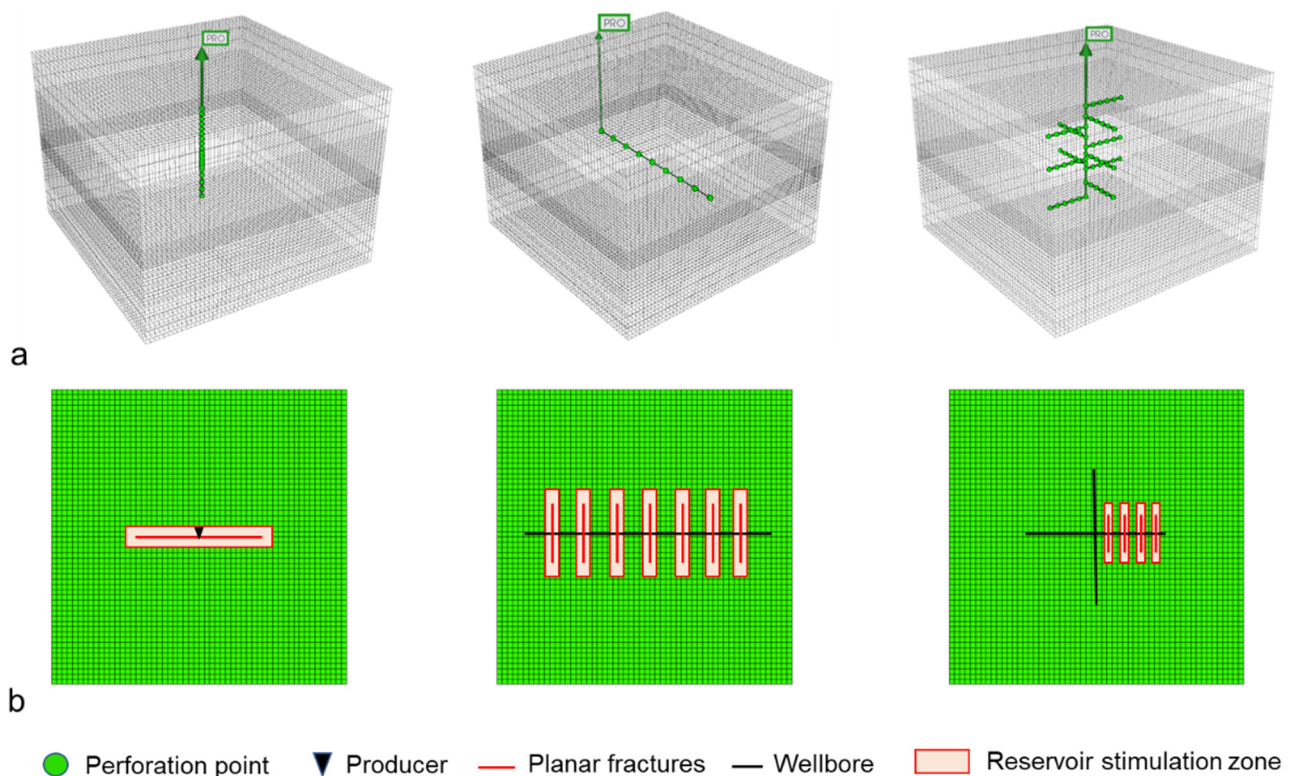 PRO
PRO
PRO
a
b
Perforation point Producer Planar fractures Wellbore Reservoir stimulation zone